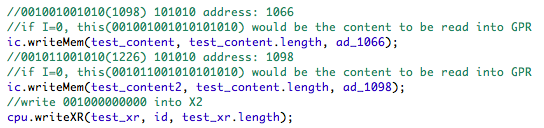 //001001001010(1098) 101010 address: 1066
//if I=0, this(001001001010101010) would be the content to be read into GPR
ic.writeMem(test_content, test_content.length, ad_1066);
//001011001010(1226) 101010 address: 1098
//if I=0, this(001011001010101010) would be the content to be read into GPR
ic.writeMem(test_content2, test_content.length, ad_1098);
//write 001000000000 into X2
cpu.writeXR(test_xr, id, test_xr.length);